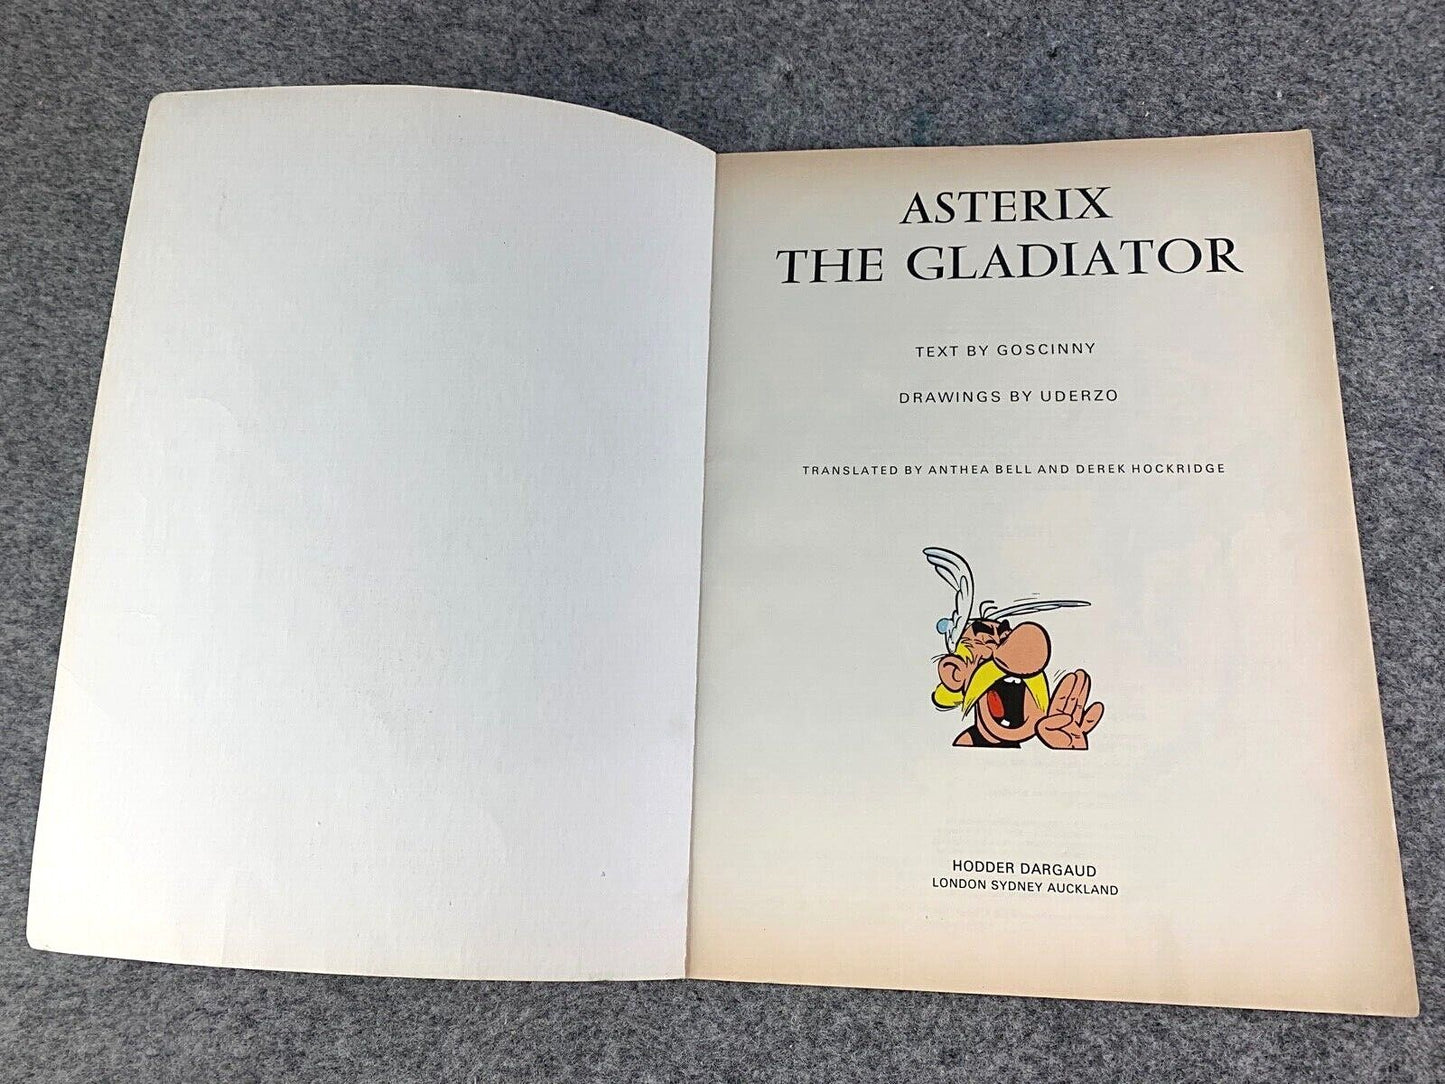 ASTERIX
THE GLADIATOR
TEXT BY GOSCINNY
DRAWINGS BY UDERZO
TRANSLATED BY ANTHEA BELL AND DEREK HOCKRIDGE
HODDER DARGAUD
LONDON SYDNEY AUCKLAND